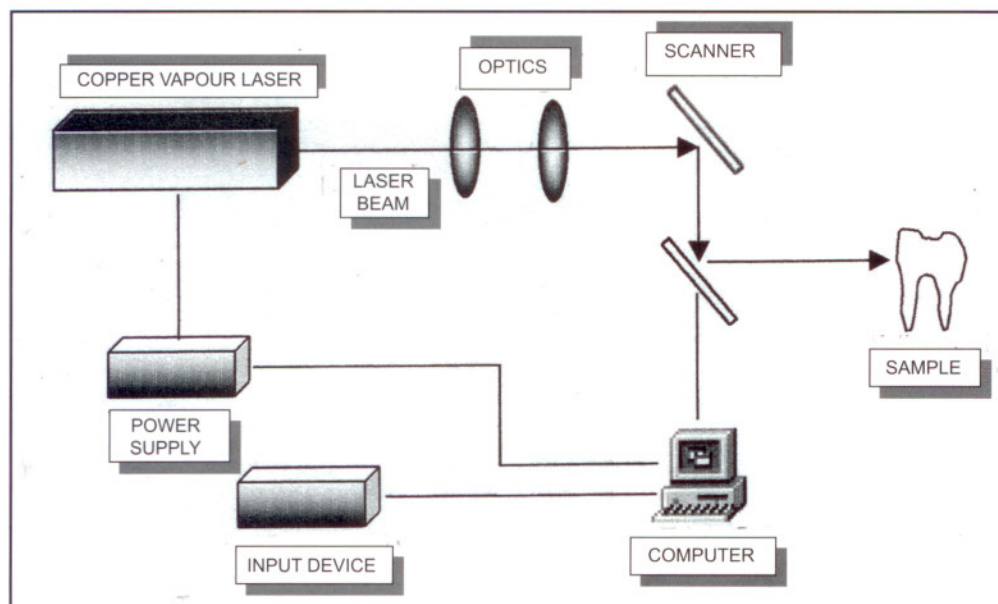 SCANNER
OPTICS
COPPER VAPOUR LASER
LASER
BEAM
SAMPLE
POWER
SUPPLY
INPUT DEVICE
COMPUTER